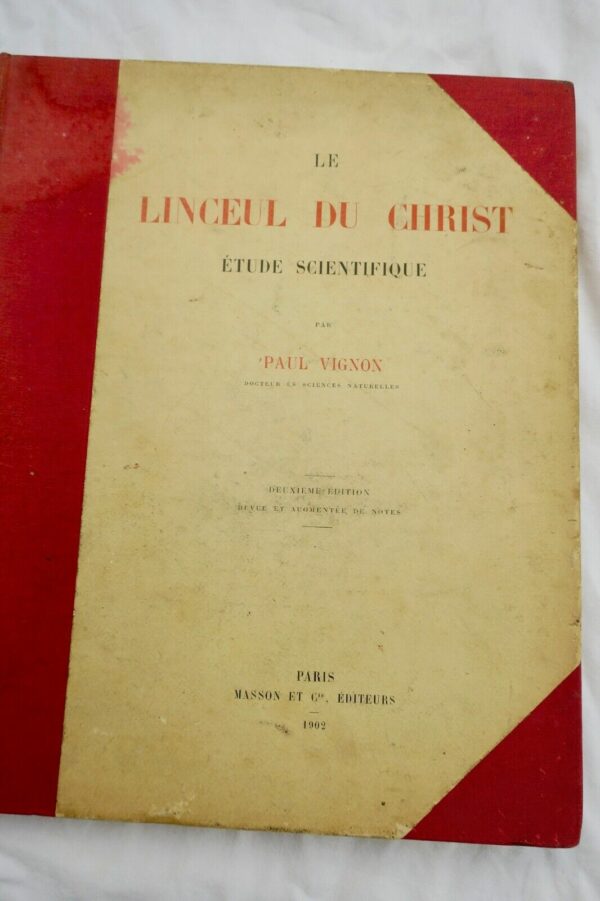 LE
LINCEUL DU CHRIST
ÉTUDE SCIENTIFIQUE
PAR
PAUL VIGNON
DOCTEUR ÈS SCIENCES NATURELLES
DEUXIÈME ÉDITION
REVUE ET AUGMENTÉE DE NOTES
PARIS
MASSON ET Cie, ÉDITEURS
1902